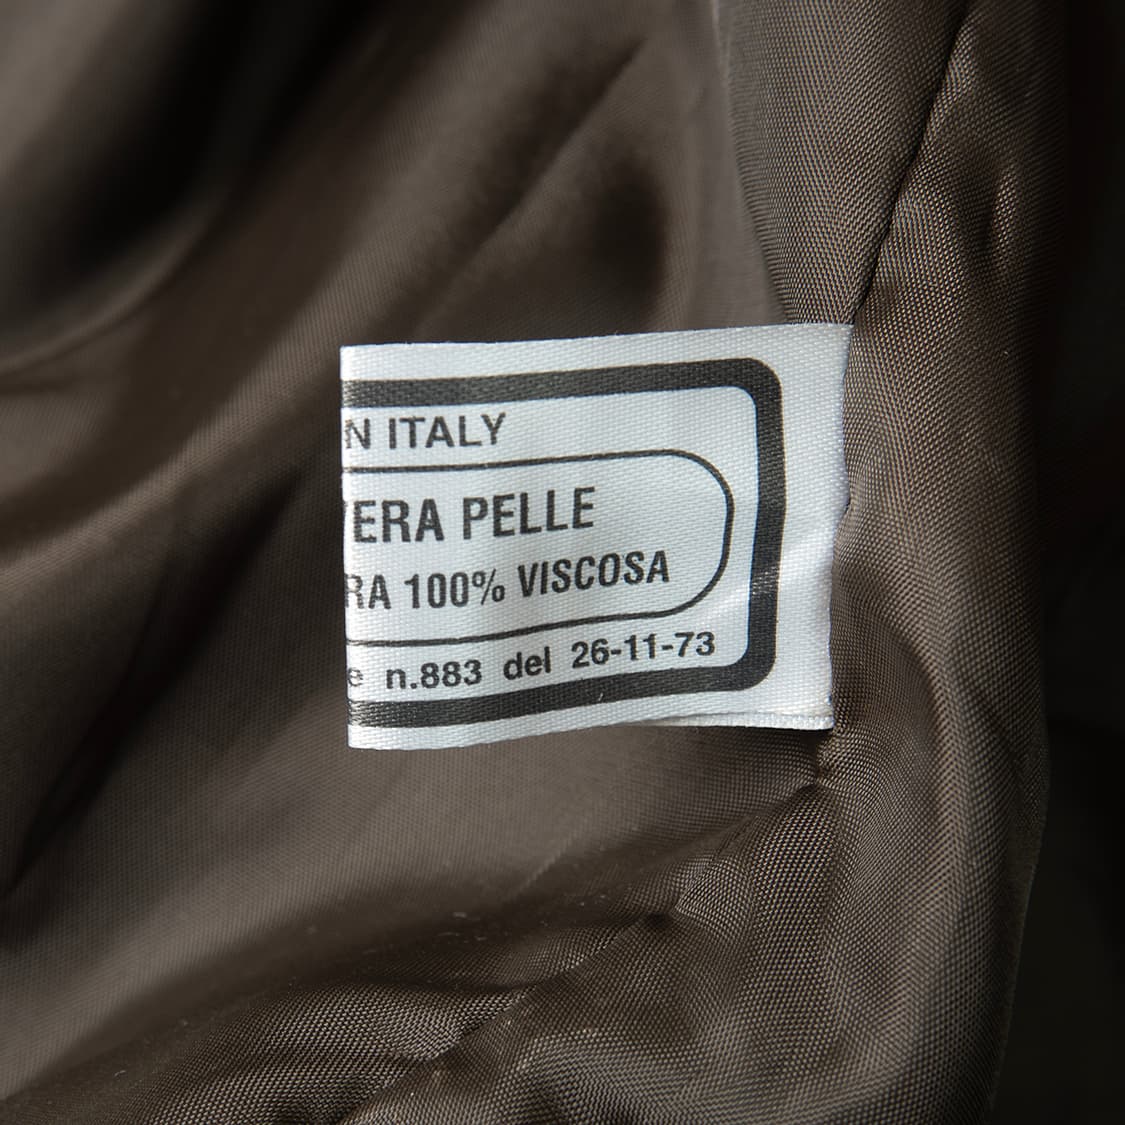 N ITALY
VERA PELLE
RA 100% VISCOSA
e n.883 del 26-11-73